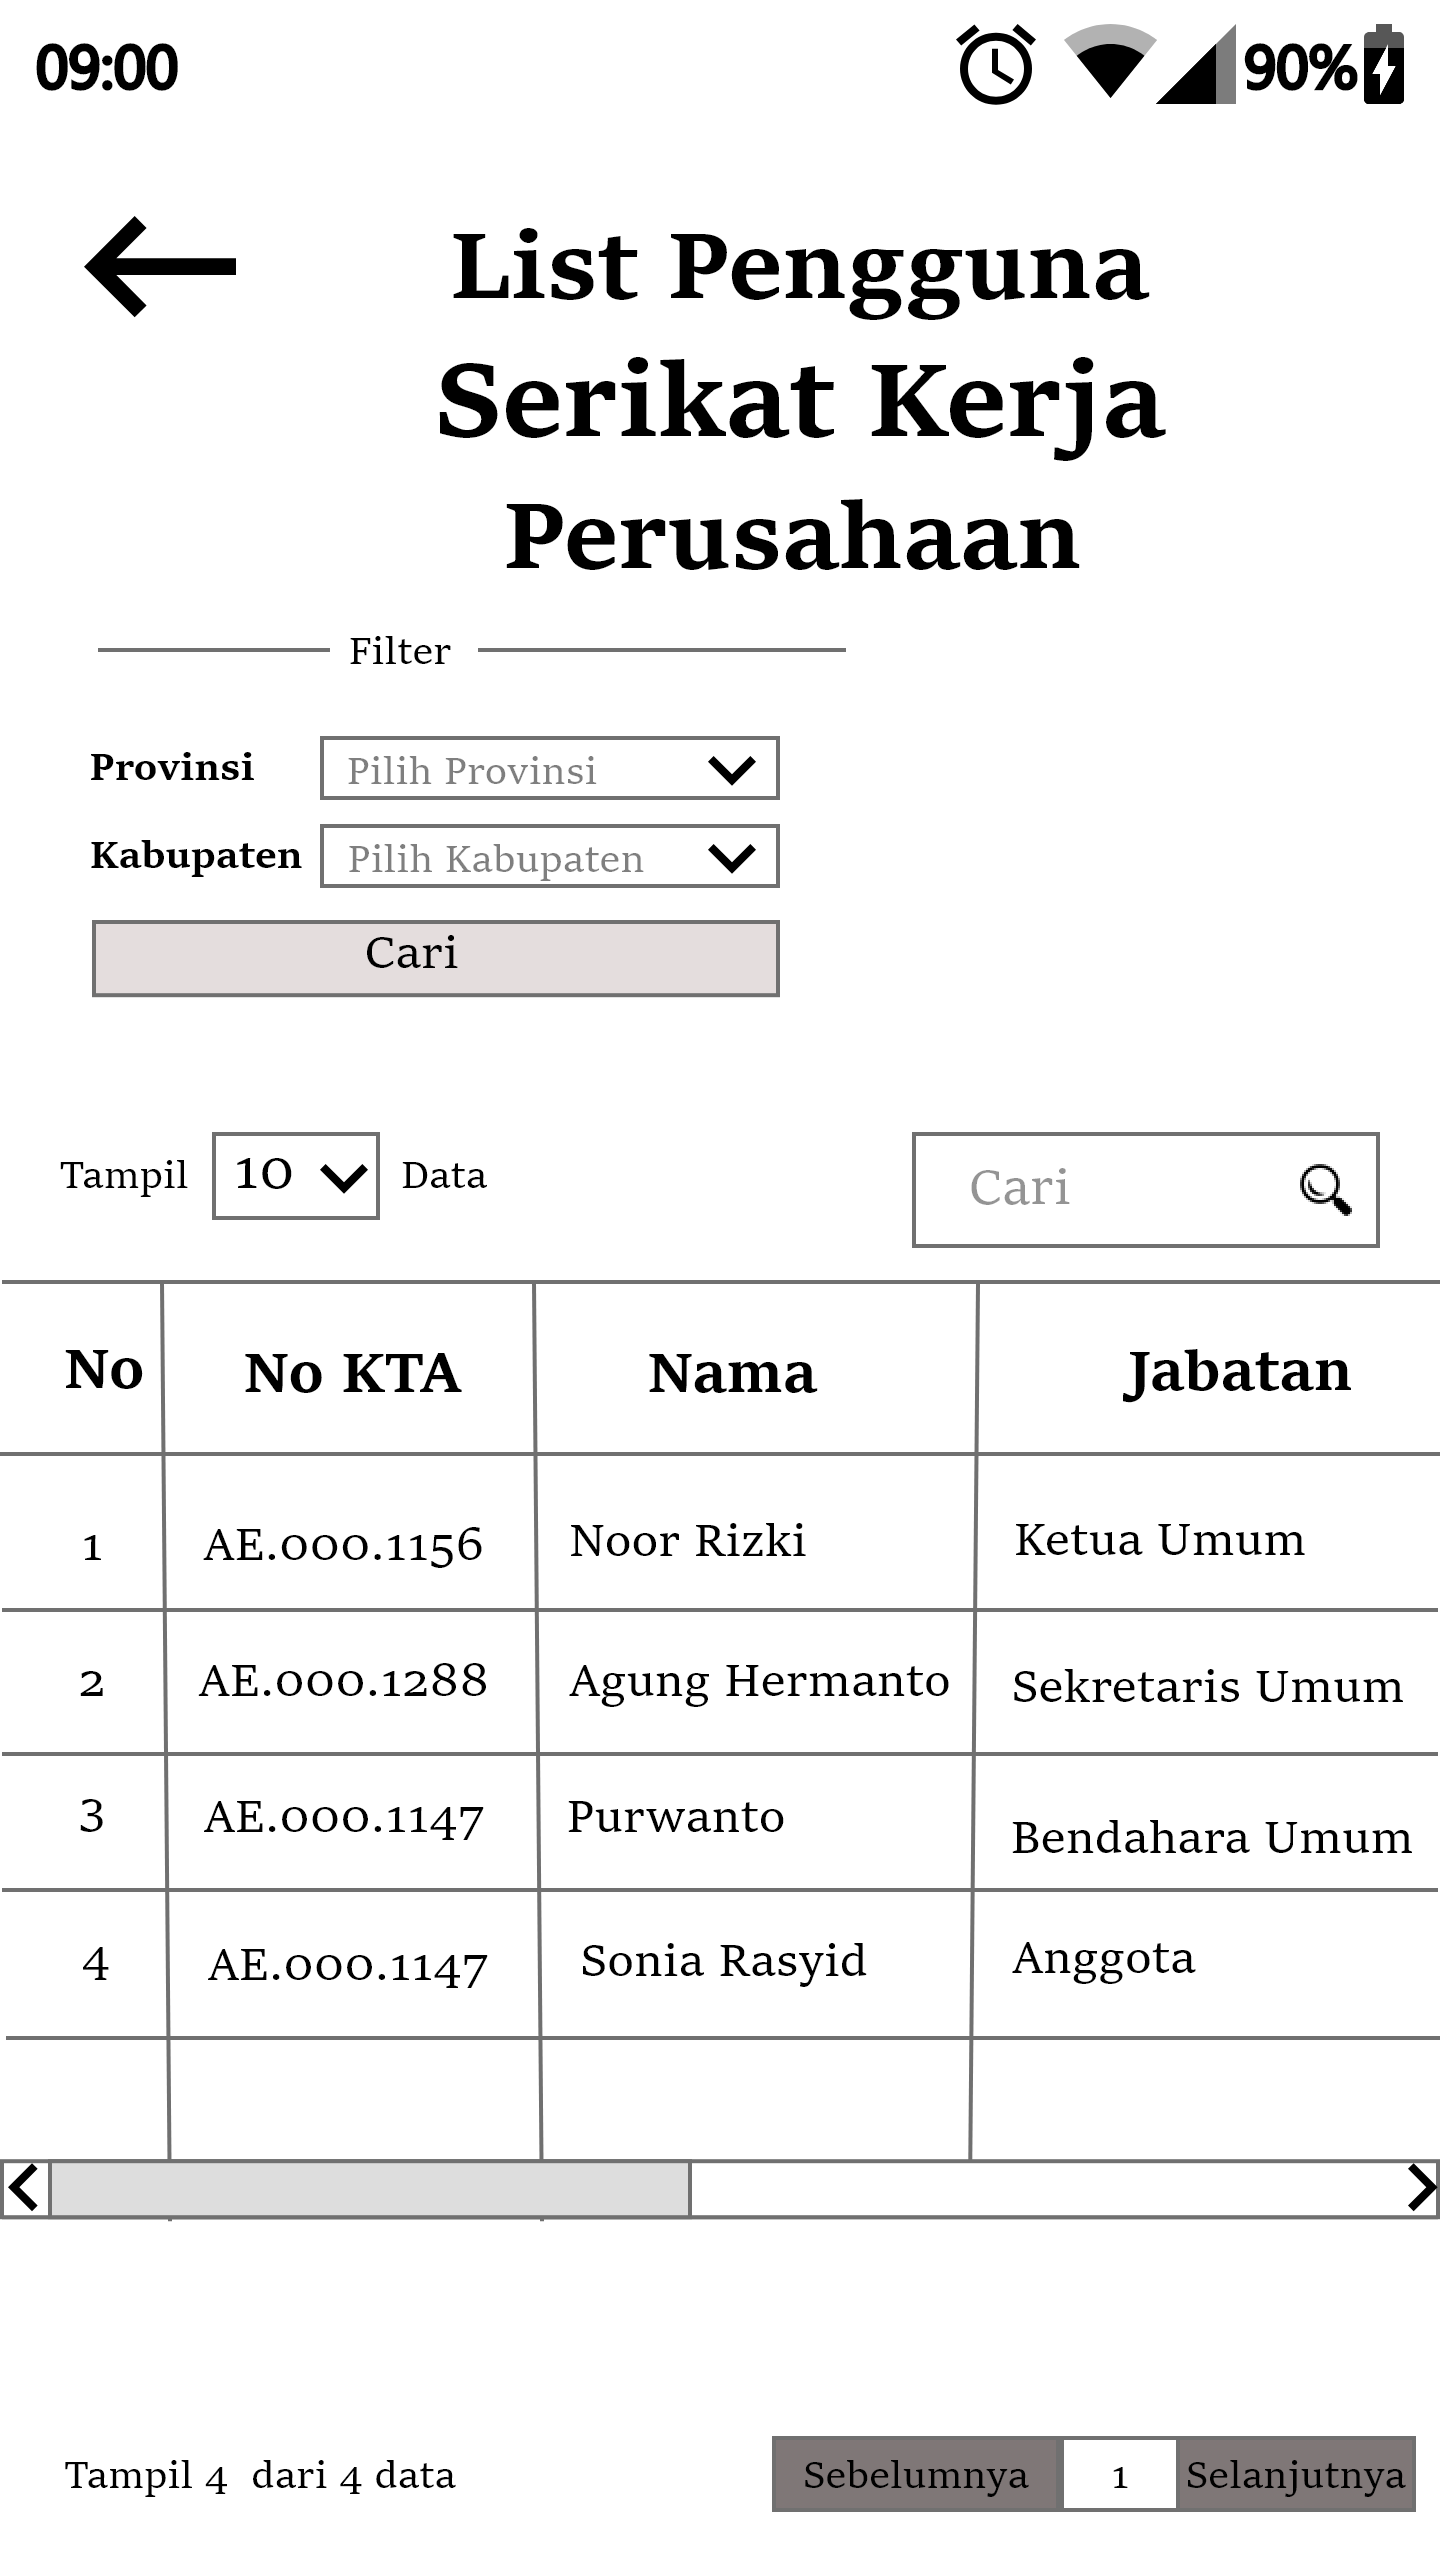 09:00 90%
List Pengguna
Serikat Kerja
Perusahaan
Filter
Provinsi Pilih Provinsi
Kabupaten Pilih Kabupaten
Cari
Tampil 10 Data Cari
No No KTA Nama Jabatan
1 AE.000.1156 Noor Rizki Ketua Umum
2 AE.000.1288 Agung Hermanto Sekretaris Umum
3 AE.000.1147 Purwanto Bendahara Umum
4 AE.000.1147 Sonia Rasyid Anggota
Tampil 4 dari 4 data Sebelumnya 1 Selanjutnya